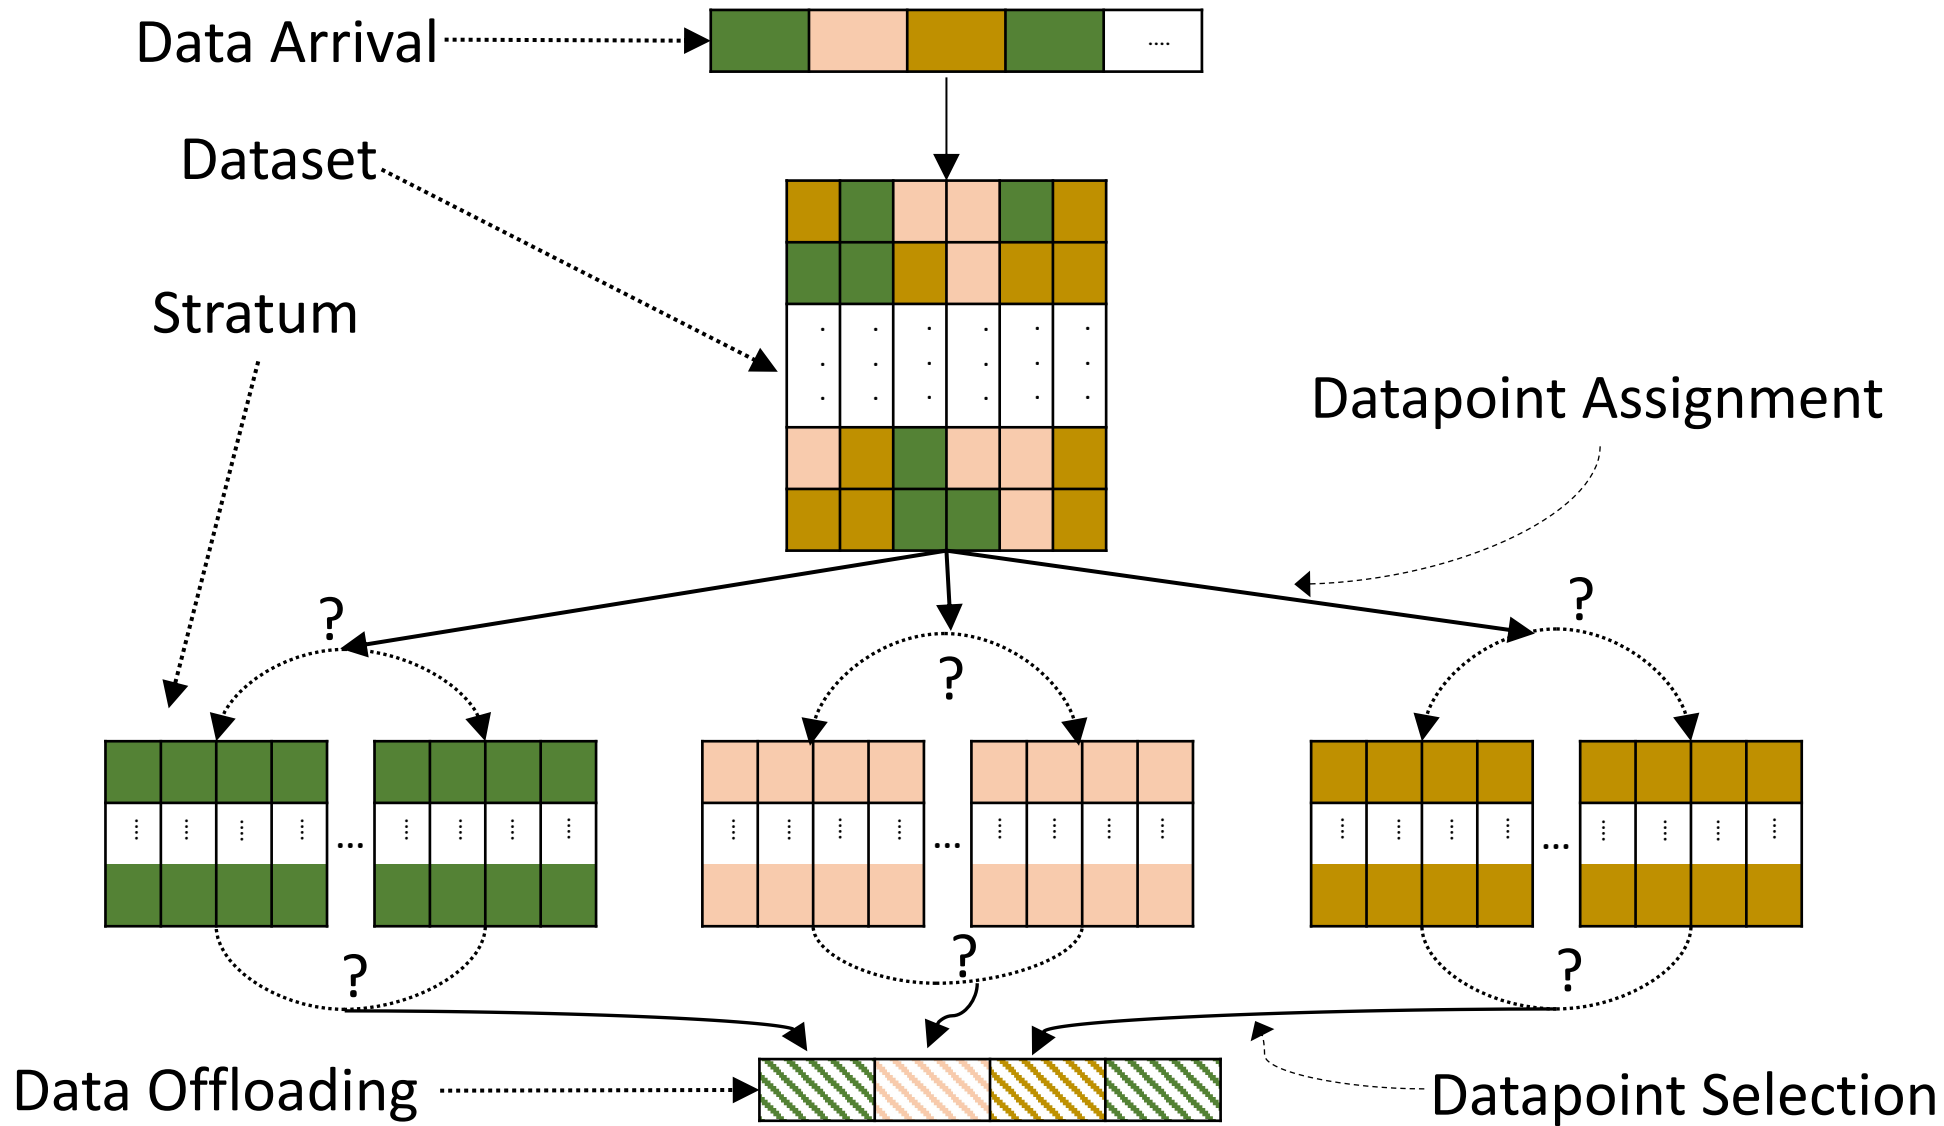 Data Arrival
....
Dataset
Stratum
Datapoint Assignment
?
?
?
...
...
...
?
?
?
Data Offloading
Datapoint Selection